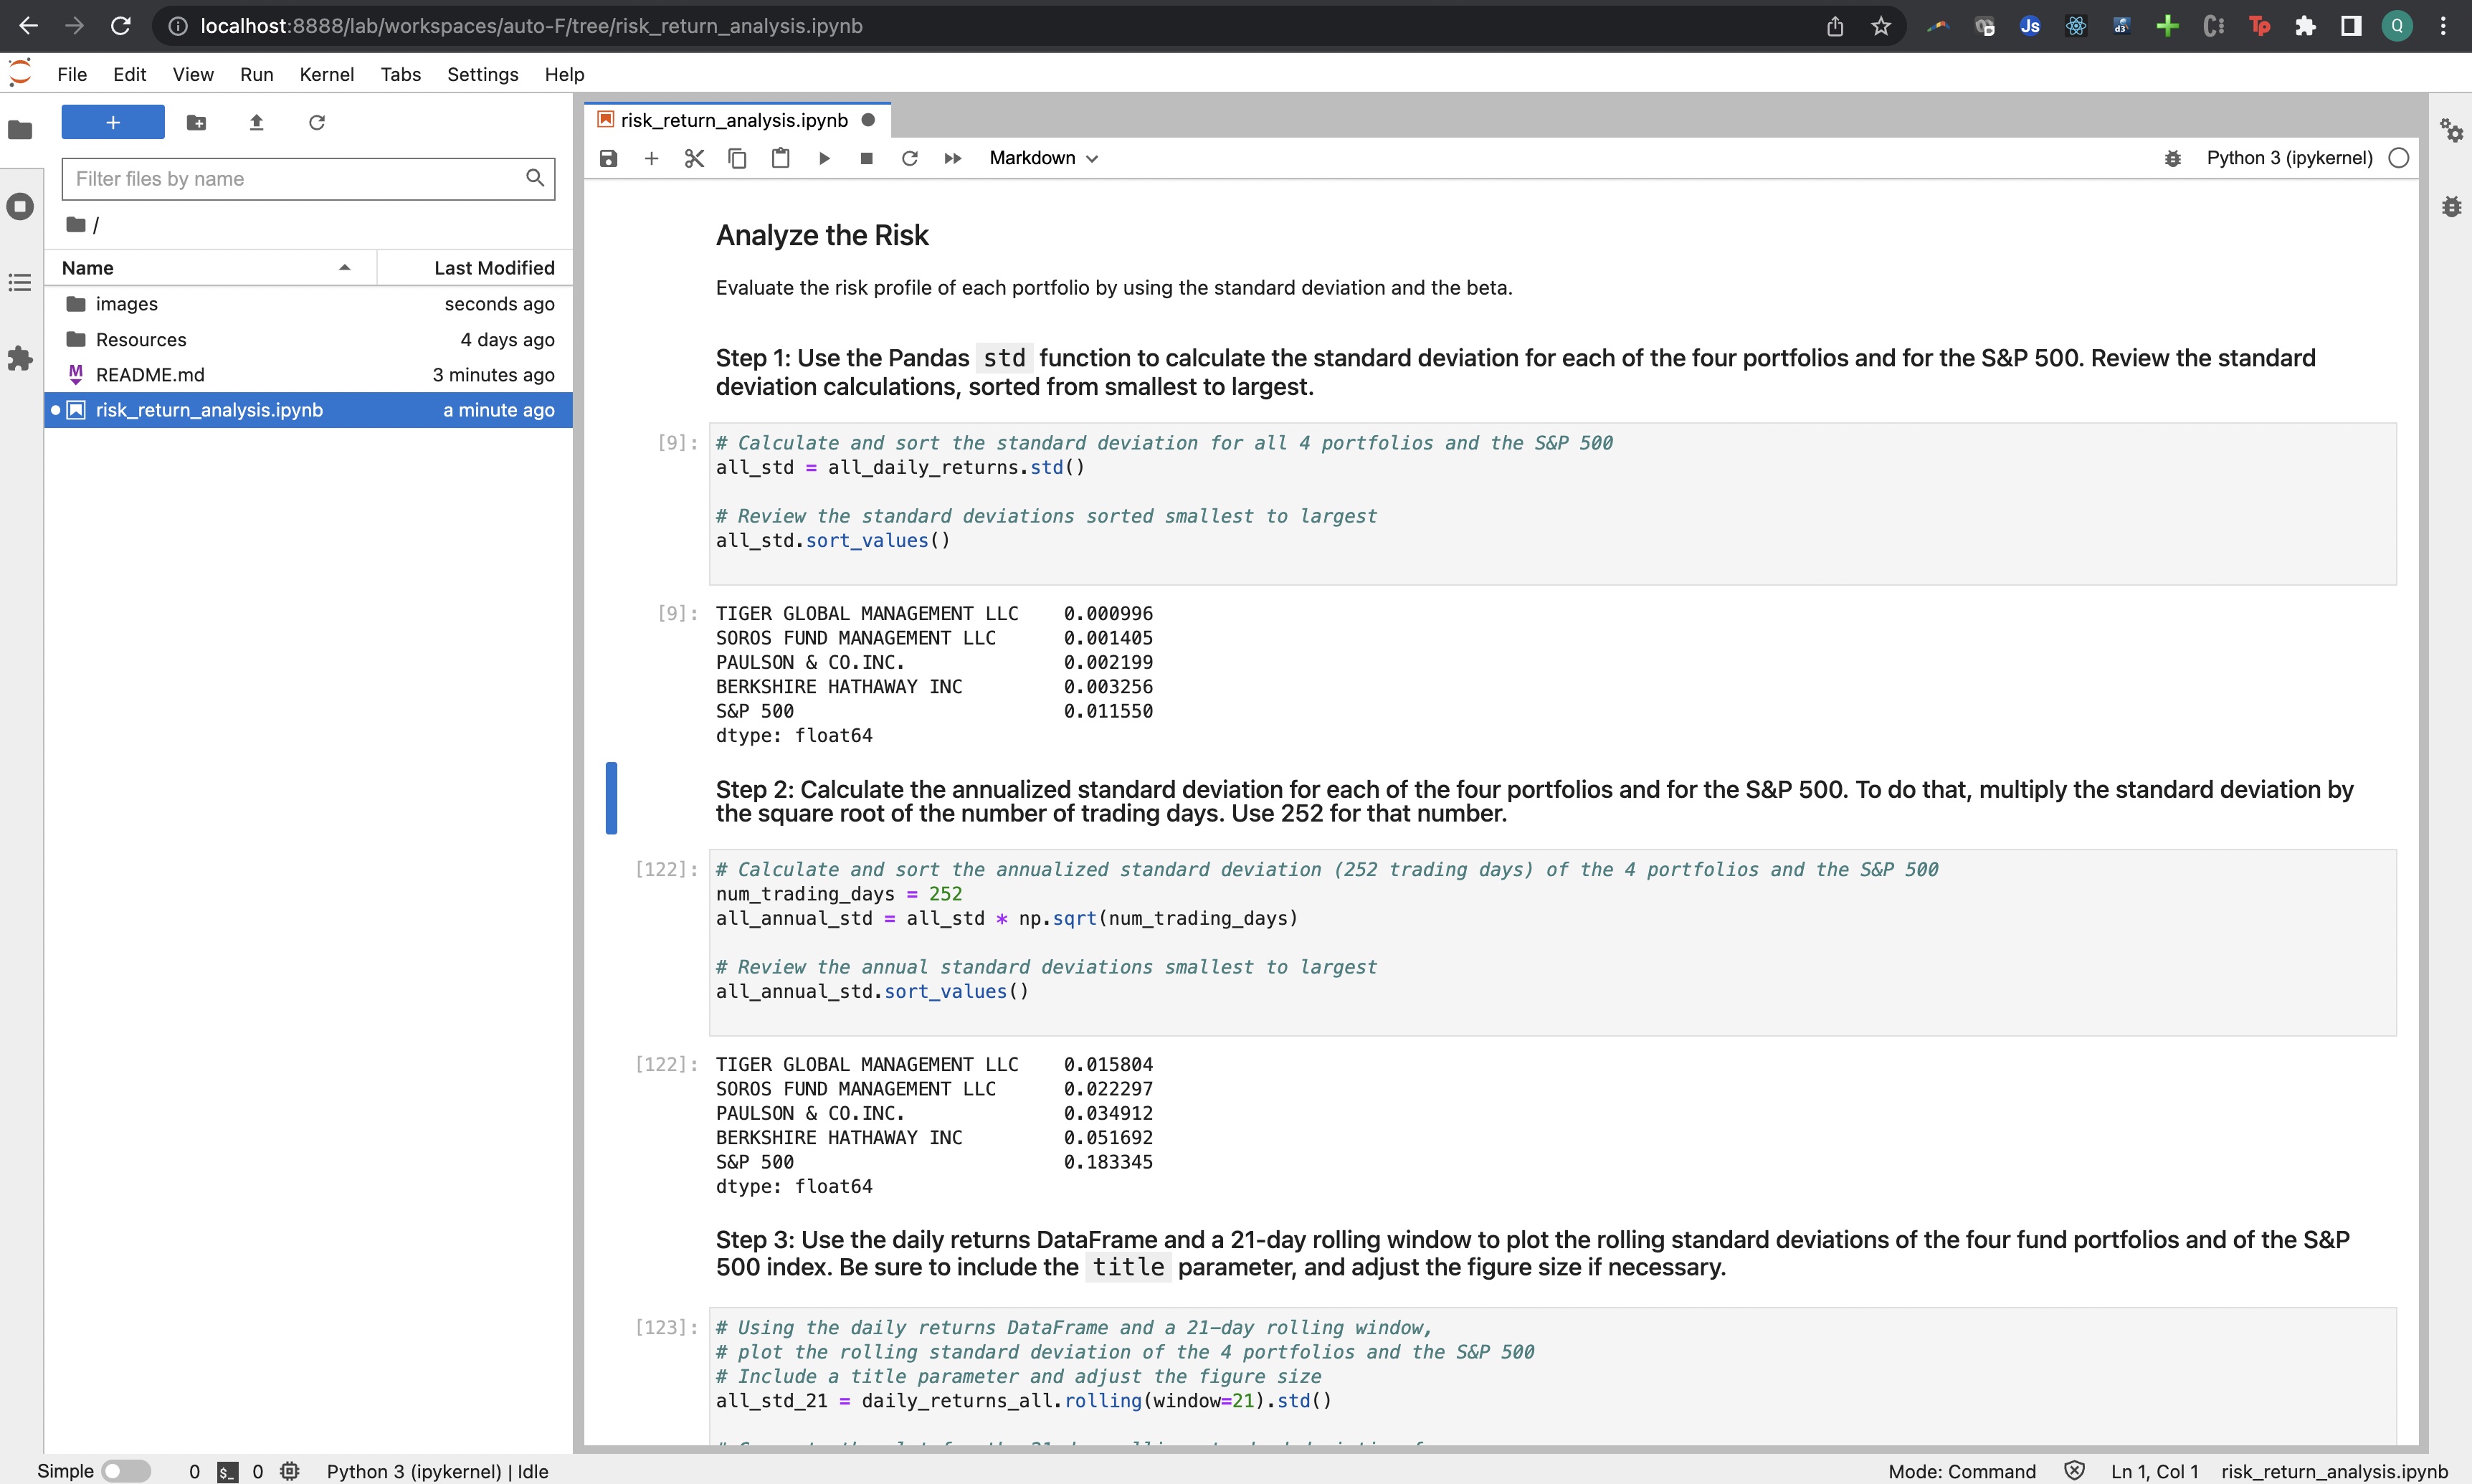 localhost:8888/lab/workspaces/auto-F/tree/risk_return_analysis.ipynb
Js
d3
Tp
Q
File Edit View Run Kernel Tabs Settings Help
+
Filter files by name
/
Name Last Modified
images seconds ago
Resources 4 days ago
README.md 3 minutes ago
risk_return_analysis.ipynb a minute ago
risk_return_analysis.ipynb
Markdown
Python 3 (ipykernel)
Analyze the Risk
Evaluate the risk profile of each portfolio by using the standard deviation and the beta.
Step 1: Use the Pandas std function to calculate the standard deviation for each of the four portfolios and for the S&P 500. Review the standard
deviation calculations, sorted from smallest to largest.
[9]: # Calculate and sort the standard deviation for all 4 portfolios and the S&P 500
all_std = all_daily_returns.std()
# Review the standard deviations sorted smallest to largest
all_std.sort_values()
[9]: TIGER GLOBAL MANAGEMENT LLC 0.000996
SOROS FUND MANAGEMENT LLC 0.001405
PAULSON & CO.INC. 0.002199
BERKSHIRE HATHAWAY INC 0.003256
S&P 500 0.011550
dtype: float64
Step 2: Calculate the annualized standard deviation for each of the four portfolios and for the S&P 500. To do that, multiply the standard deviation by
the square root of the number of trading days. Use 252 for that number.
[122]: # Calculate and sort the annualized standard deviation (252 trading days) of the 4 portfolios and the S&P 500
num_trading_days = 252
all_annual_std = all_std * np.sqrt(num_trading_days)
# Review the annual standard deviations smallest to largest
all_annual_std.sort_values()
[122]: TIGER GLOBAL MANAGEMENT LLC 0.015804
SOROS FUND MANAGEMENT LLC 0.022297
PAULSON & CO.INC. 0.034912
BERKSHIRE HATHAWAY INC 0.051692
S&P 500 0.183345
dtype: float64
Step 3: Use the daily returns DataFrame and a 21-day rolling window to plot the rolling standard deviations of the four fund portfolios and of the S&P
500 index. Be sure to include the title parameter, and adjust the figure size if necessary.
[123]: # Using the daily returns DataFrame and a 21-day rolling window,
# plot the rolling standard deviation of the 4 portfolios and the S&P 500
# Include a title parameter and adjust the figure size
all_std_21 = daily_returns_all.rolling(window=21).std()
Simple 0 $_ 0 Python 3 (ipykernel) | Idle Mode: Command Ln 1, Col 1 risk_return_analysis.ipynb